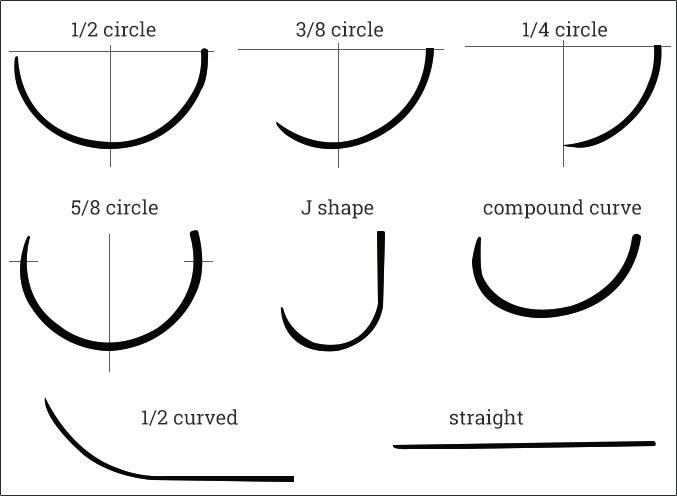 1/2 circle
3/8 circle
1/4 circle
5/8 circle
J shape
compound curve
1/2 curved
straight